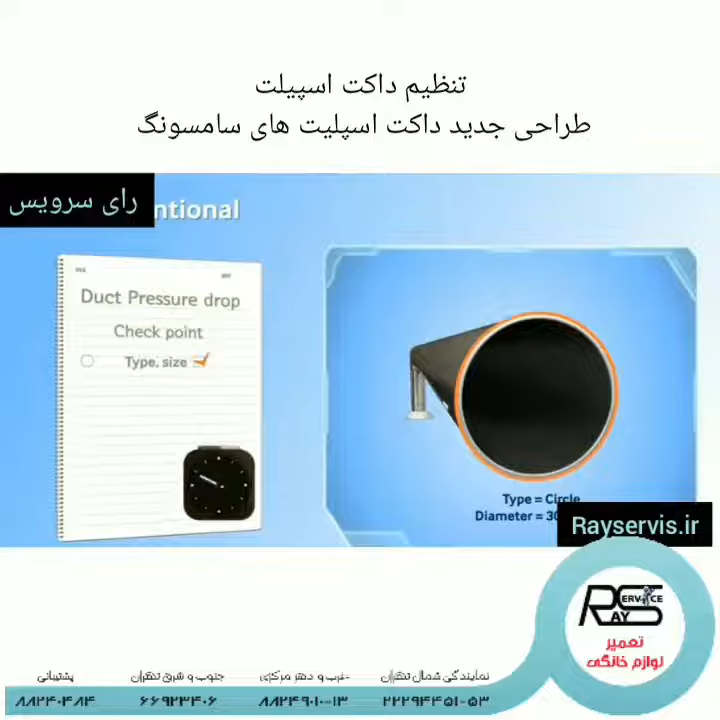 تنظیم داکت اسپیلت
طراحی جدید داکت اسپلیت های سامسونگ
رای سرویس
ntional
Duct Pressure drop
Check point
Type, size
Type = Circle
Diameter = 30
Rayservis.ir
RAY SERVICE
تعمیر
لوازم خانگی
نمایندگی شمال تهران
غرب و دفتر مرکزی
جنوب و شرق تهران
پشتیبانی
۲۲۲۹۴۴۵۱-۵۳
۸۸۲۴۹۰۱۰-۱۳
۶۶۹۲۳۴۰۶
۸۸۲۴۰۴۸۴